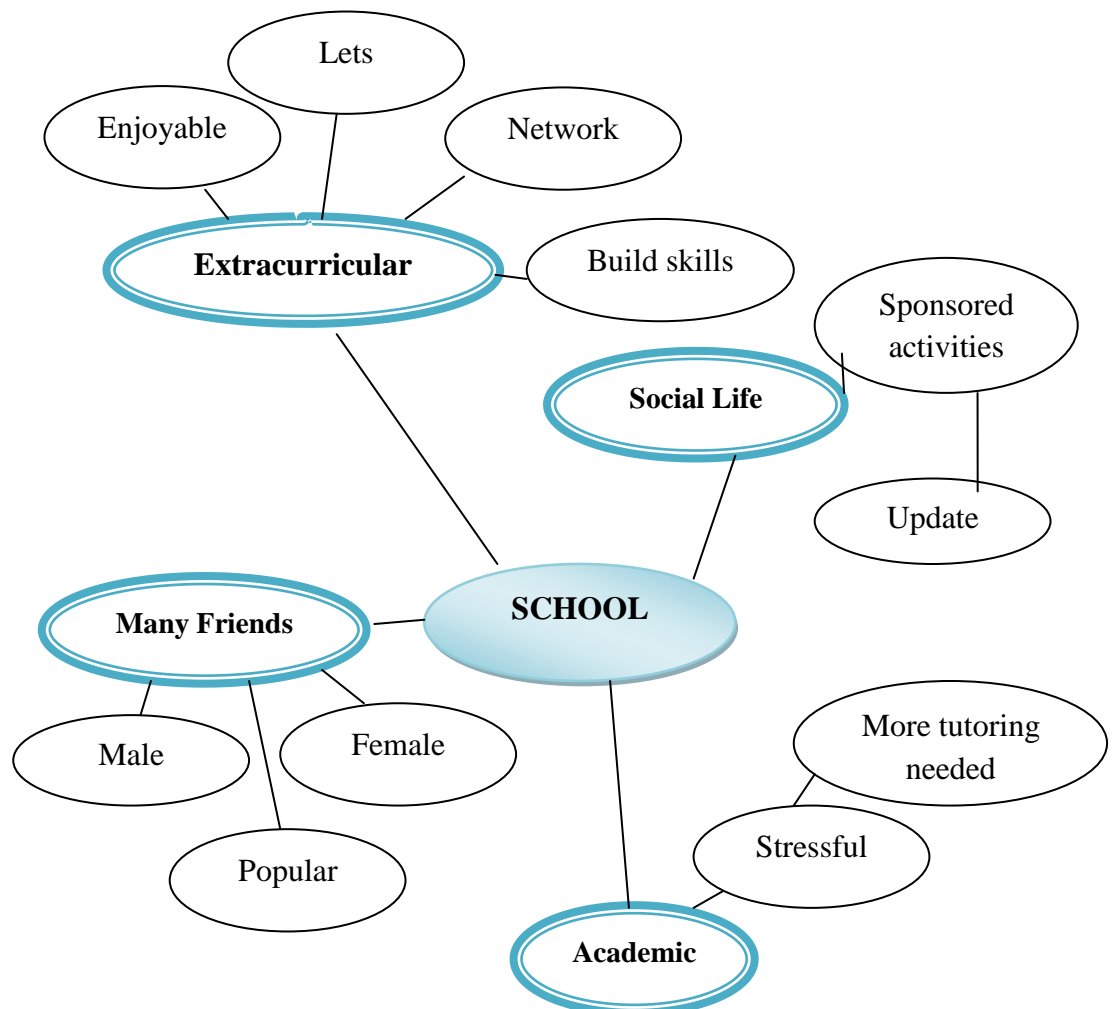 Lets
Enjoyable
Network
Extracurricular
Build skills
Sponsored
activities
Social Life
Update
SCHOOL
Many Friends
Male
Female
More tutoring
needed
Popular
Stressful
Academic